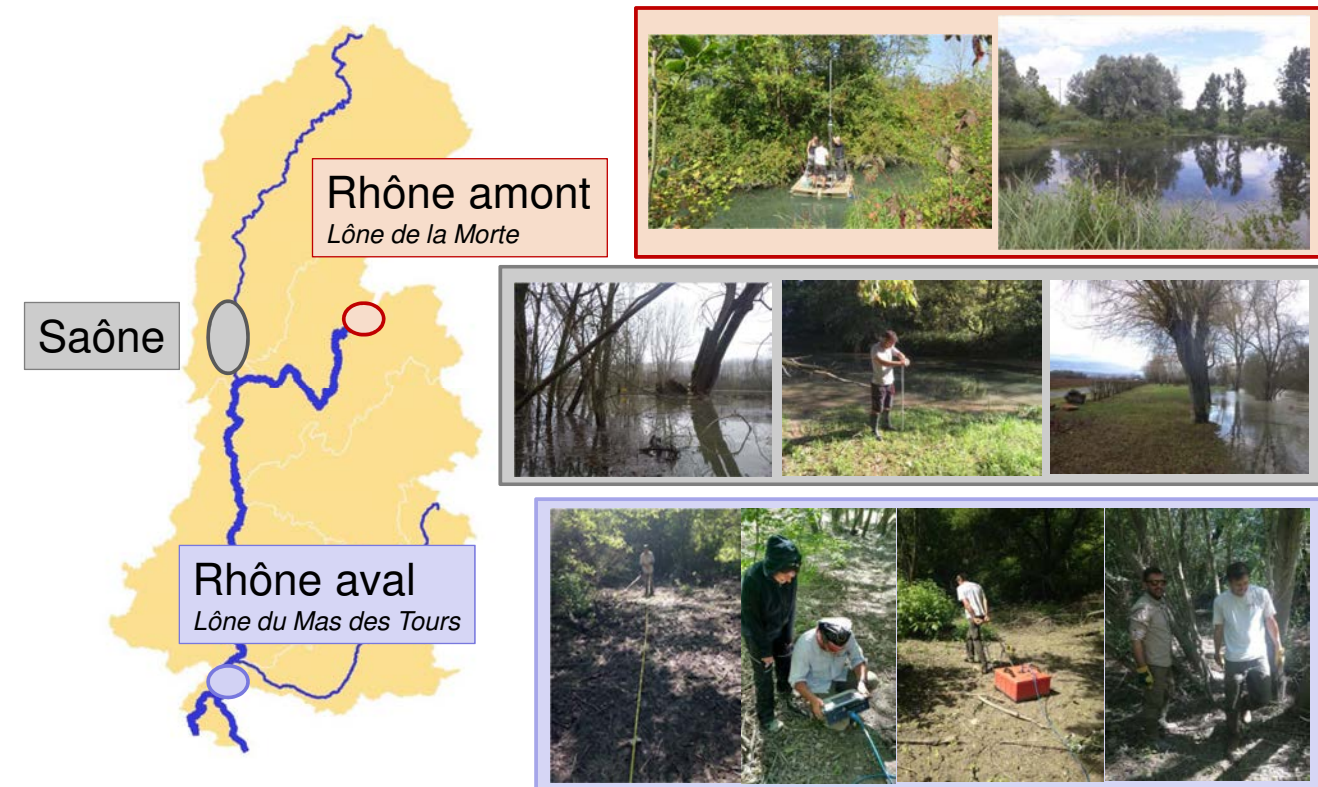 Rhône amont
Lône de la Morte
Saône
Rhône aval
Lône du Mas des Tours